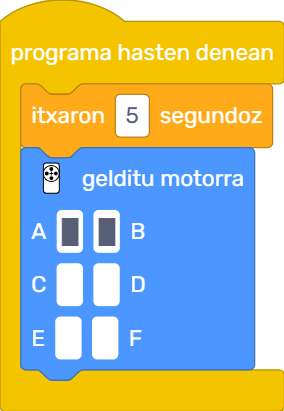 programa hasten denean
itxaron 5 segundoz
gelditu motorra
A B
C D
E F